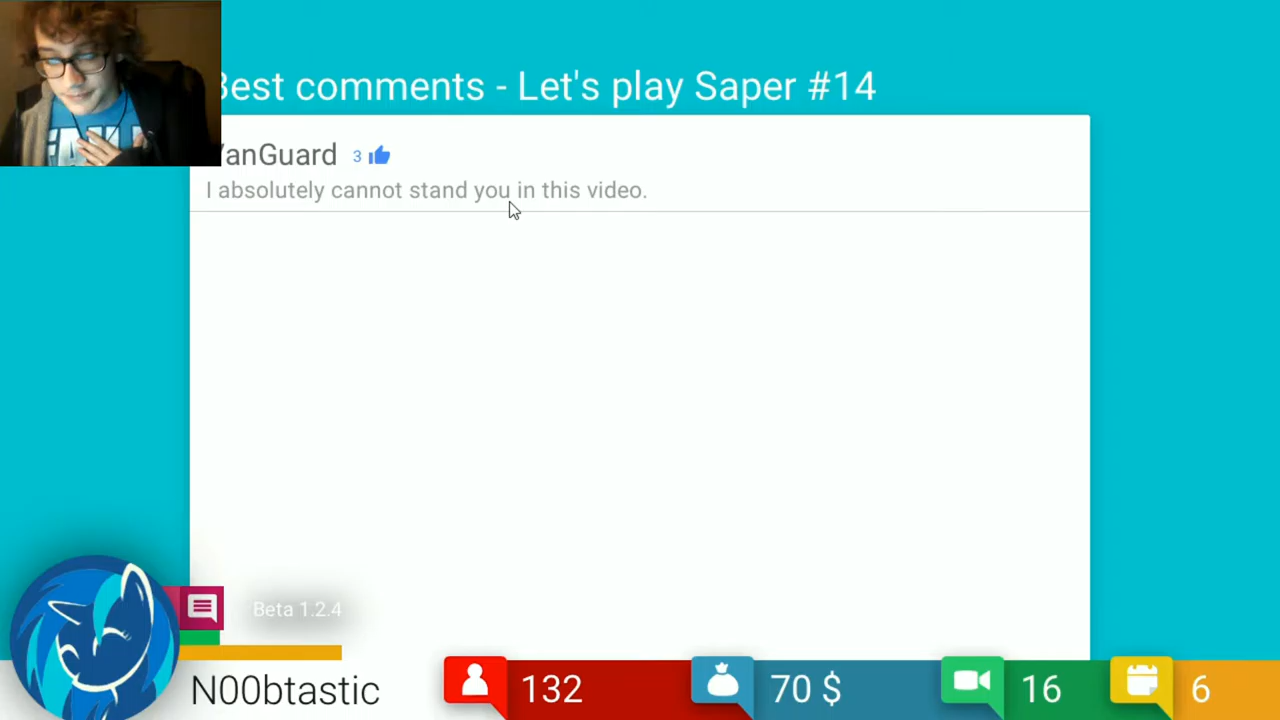 Best comments - Let's play Saper #14
YanGuard 3
I absolutely cannot stand you in this video.
Beta 1.2.4
N00btastic
132
70 $
16
6